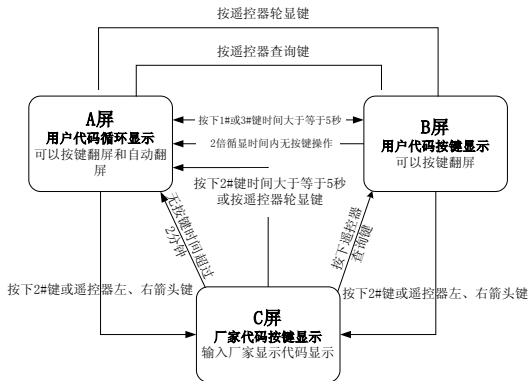 按遥控器轮显键
按遥控器查询键
A屏
用户代码循环显示
可以按键翻屏和自动翻
屏
按下1#或3#键时间大于等于5秒
2倍循显时间内无按键操作
B屏
用户代码按键显示
可以按键翻屏
按下2#键时间大于等于5秒
或按遥控器轮显键
无按键时间超过
2分钟
按下遥控器
查询键
按下2#键或遥控器左、右箭头键
按下2#键或遥控器左、右箭头键
C屏
厂家代码按键显示
输入厂家显示代码显示